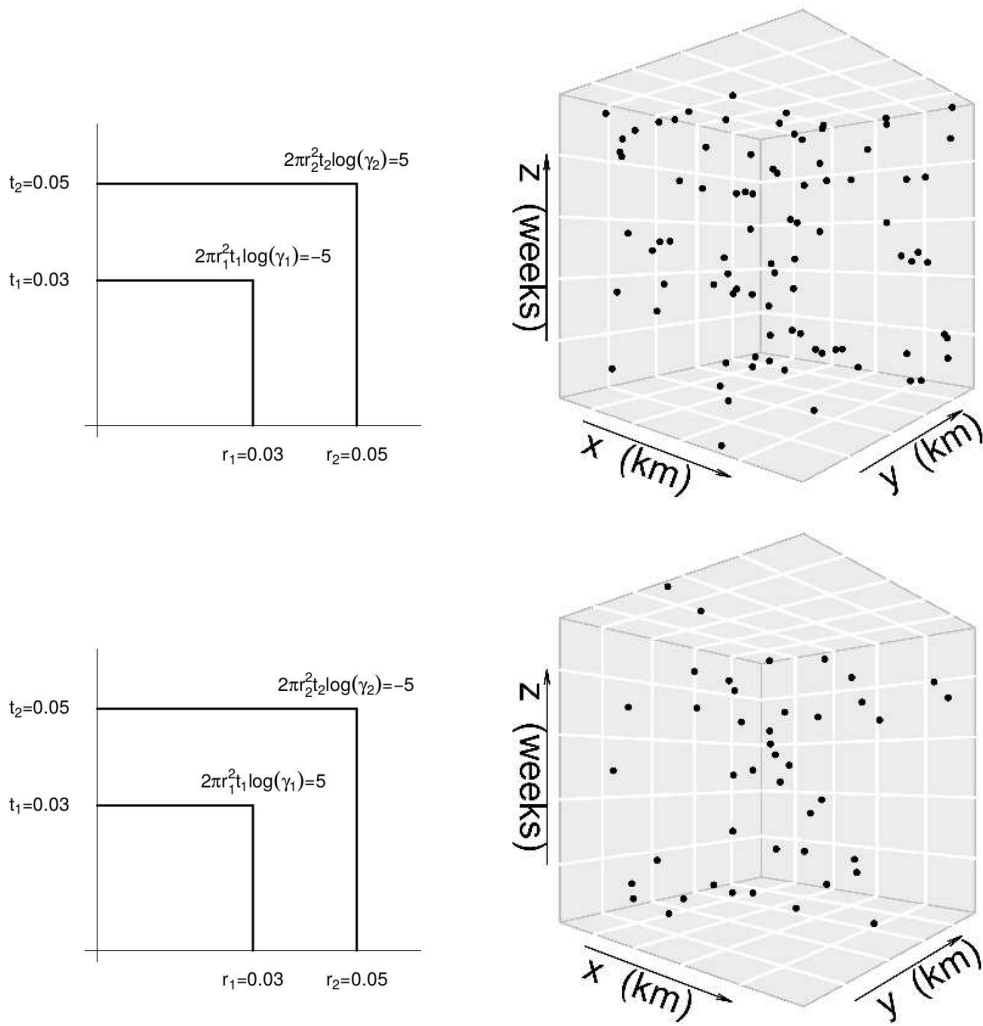 2πr₂²t₂log(γ₂)=5
t₂=0.05
2πr₁²t₁log(γ₁)=−5
t₁=0.03
r₁=0.03
r₂=0.05
z (weeks)
x (km)
y (km)
2πr₂²t₂log(γ₂)=−5
t₂=0.05
2πr₁²t₁log(γ₁)=5
t₁=0.03
r₁=0.03
r₂=0.05
z (weeks)
x (km)
y (km)